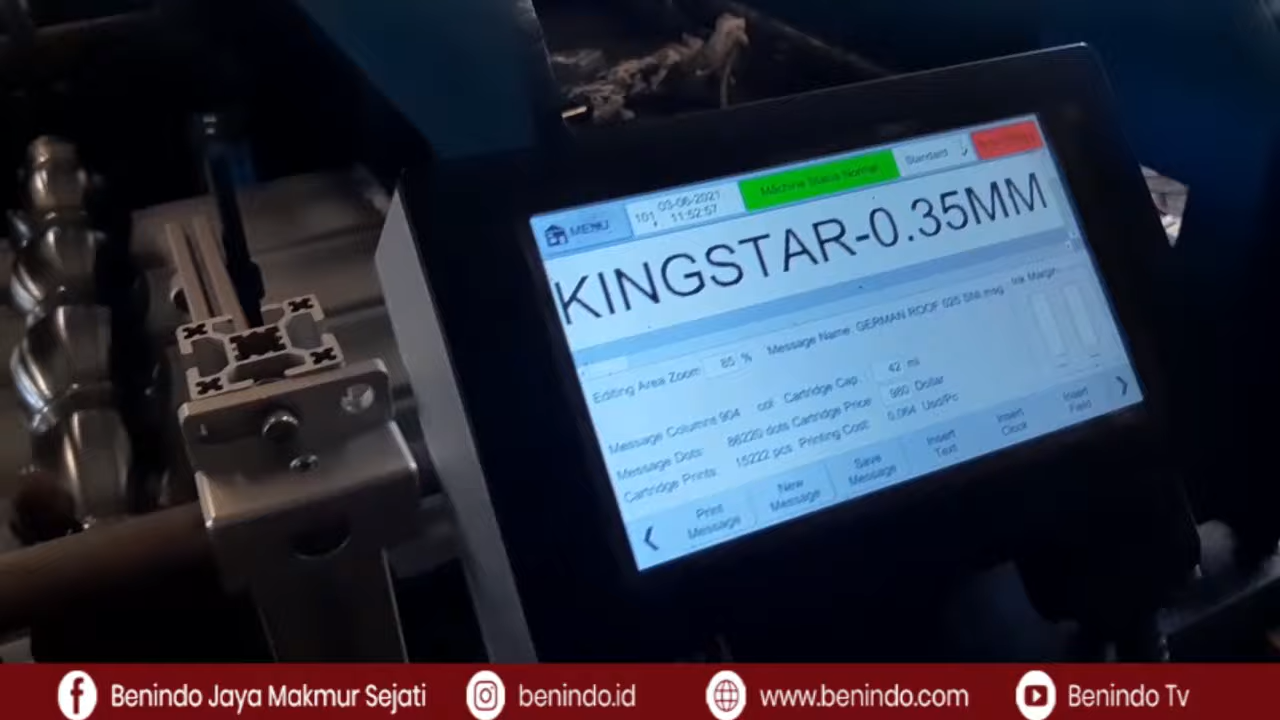 MENU
101
03-06-2021
11:52:57
Machine Status Normal
Standard
KINGSTAR-0.35MM
Editing Area Zoom: 85 % Message Name: GERMAN ROOF 025 SNI.msg Ink Margin
Message Columns: 904 col Cartridge Cap.: 42 ml
Message Dots: 86220 dots Cartridge Price: 980 Dollar
Cartridge Prints: 15222 pcs Printing Cost: 0.064 Usd/Pc
Print Message
New Message
Save Message
Insert Text
Insert Clock
Insert Field
Benindo Jaya Makmur Sejati
benindo.id
www.benindo.com
Benindo Tv